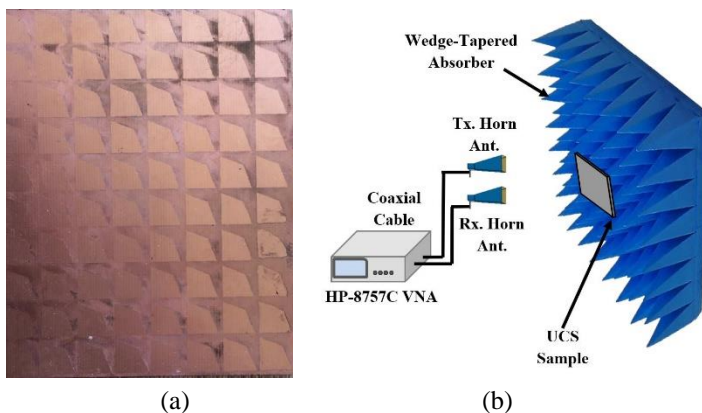 Wedge-Tapered
Absorber
Tx. Horn
Ant.
Coaxial
Cable
Rx. Horn
Ant.
HP-8757C VNA
UCS
Sample
(a)
(b)